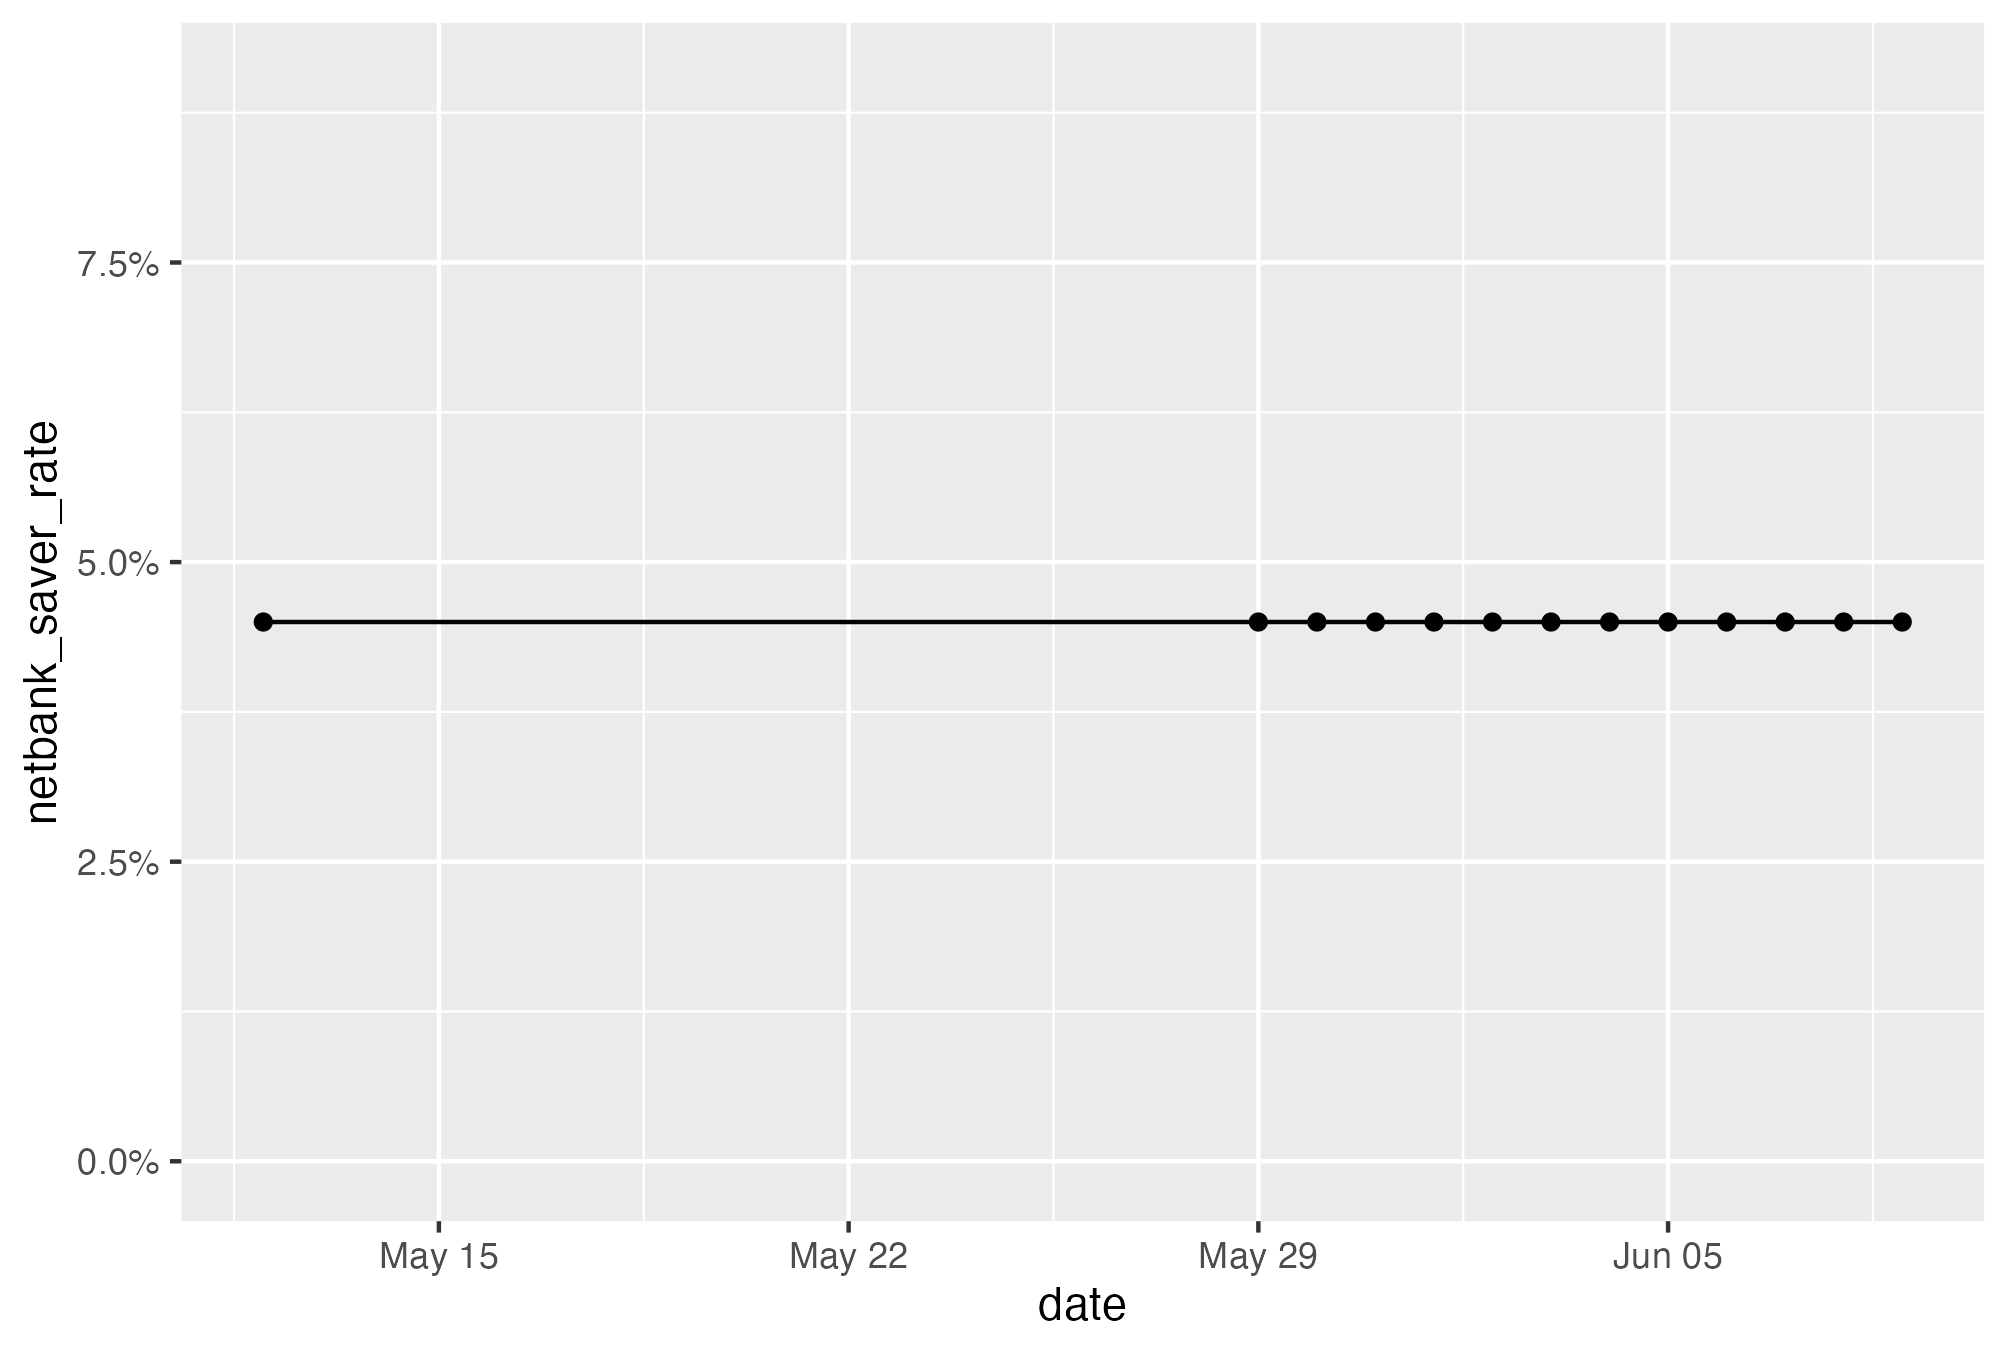 netbank_saver_rate
7.5%
5.0%
2.5%
0.0%
May 15
May 22
May 29
Jun 05
date